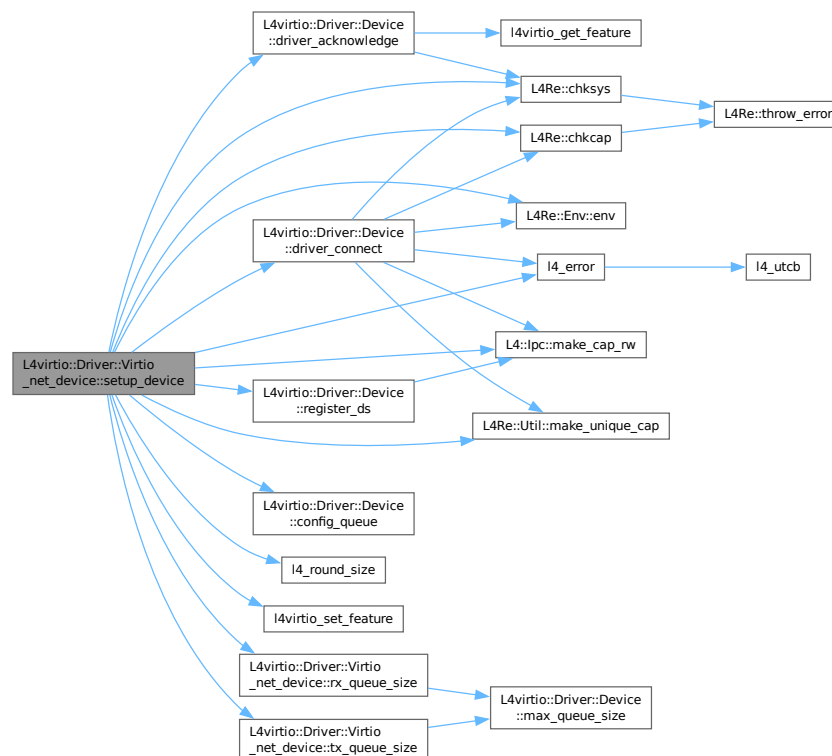 L4virtio::Driver::Device
::driver_acknowledge
l4virtio_get_feature
L4Re::chksys
L4Re::throw_error
L4Re::chkcap
L4Re::Env::env
L4virtio::Driver::Device
::driver_connect
l4_error
l4_utcb
L4::Ipc::make_cap_rw
L4virtio::Driver::Virtio
_net_device::setup_device
L4virtio::Driver::Device
::register_ds
L4Re::Util::make_unique_cap
L4virtio::Driver::Device
::config_queue
l4_round_size
l4virtio_set_feature
L4virtio::Driver::Virtio
_net_device::rx_queue_size
L4virtio::Driver::Device
::max_queue_size
L4virtio::Driver::Virtio
_net_device::tx_queue_size